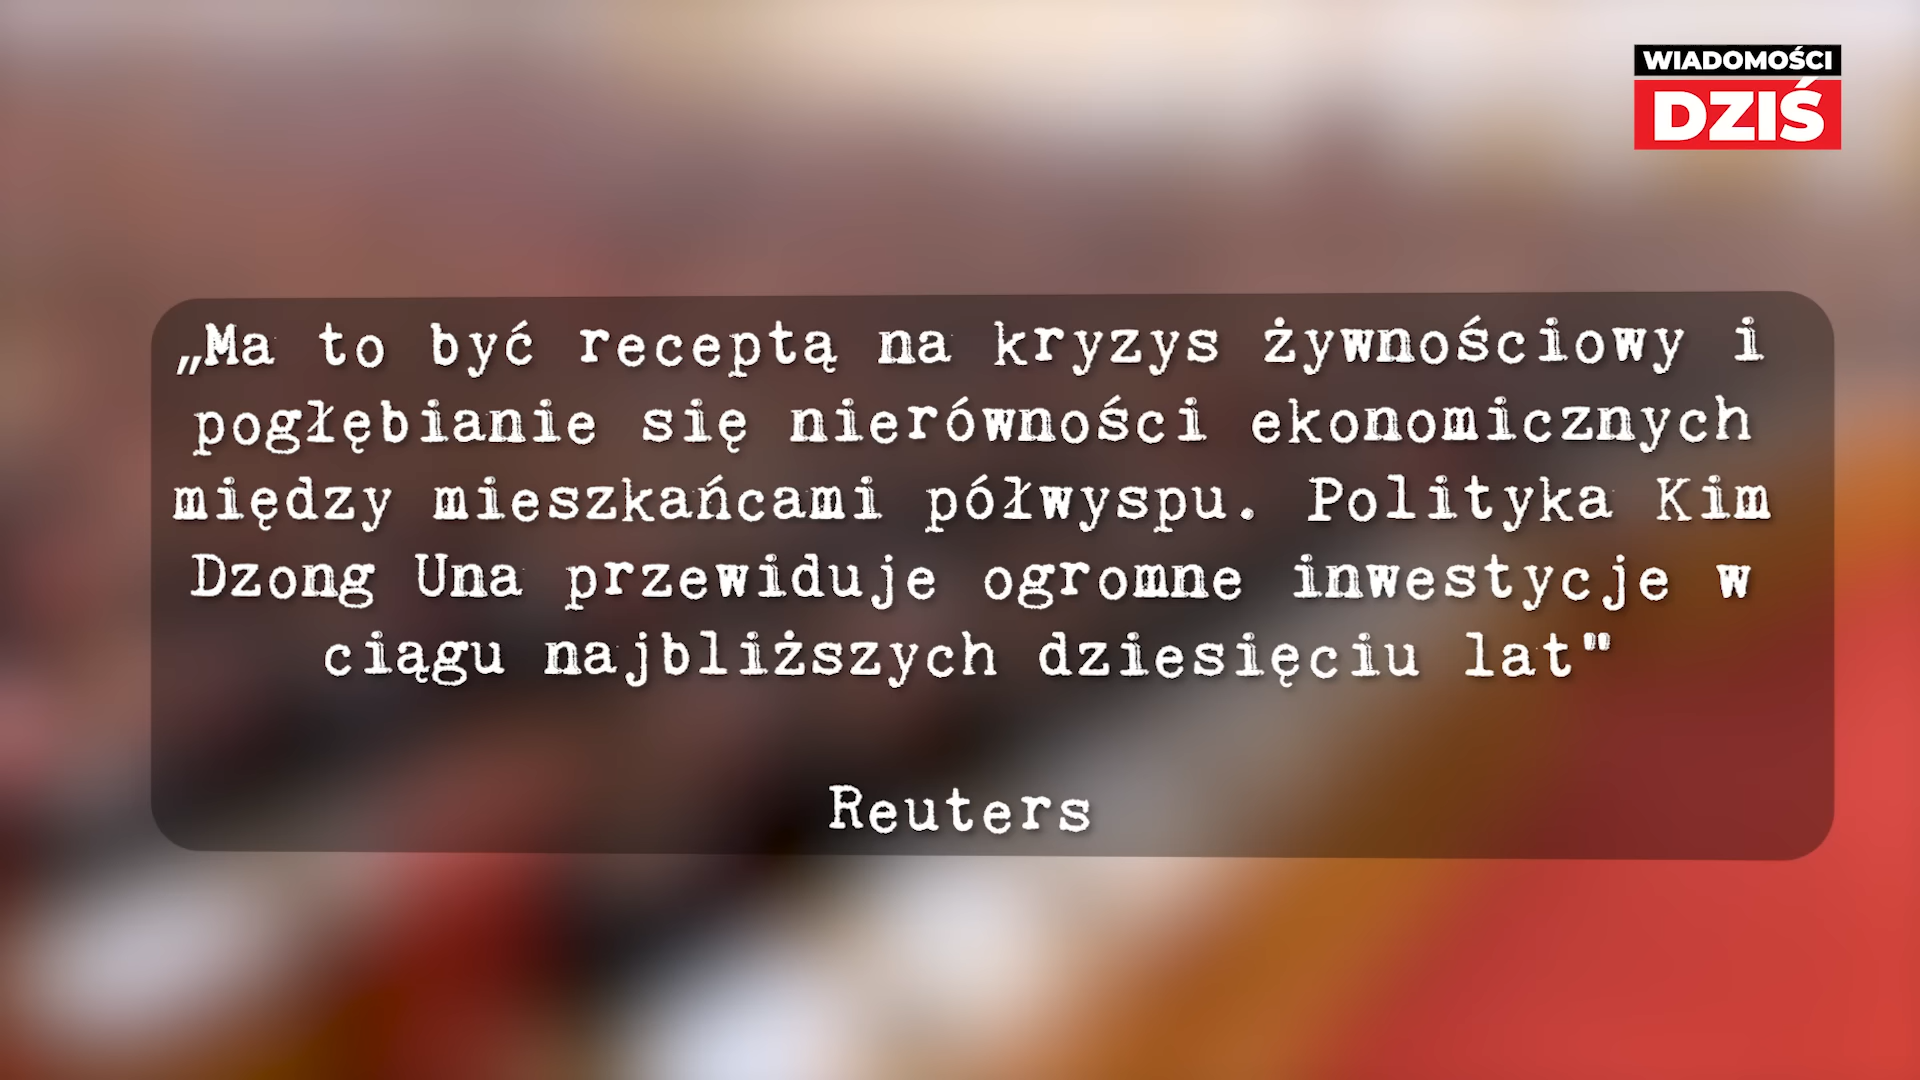 WIADOMOŚCI
DZIŚ
„Ma to być receptą na kryzys żywnościowy i
pogłębianie się nierówności ekonomicznych
między mieszkańcami półwyspu. Polityka Kim
Dzong Una przewiduje ogromne inwestycje w
ciągu najbliższych dziesięciu lat"
Reuters